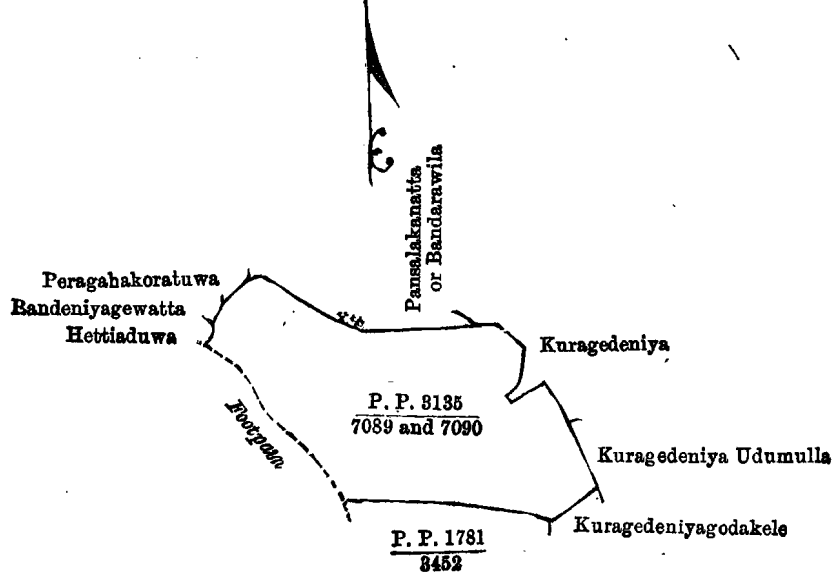 Pansalakanatta
or Bandarawila
Peragahakoratuwa
Bandeniyagewatta
Hettiaduwa
Kuragedeniya
P. P. 3135
7089 and 7090
Footpath
Kuragedeniya Udumulla
Kuragedeniyagodakele
P. P. 1781
3452